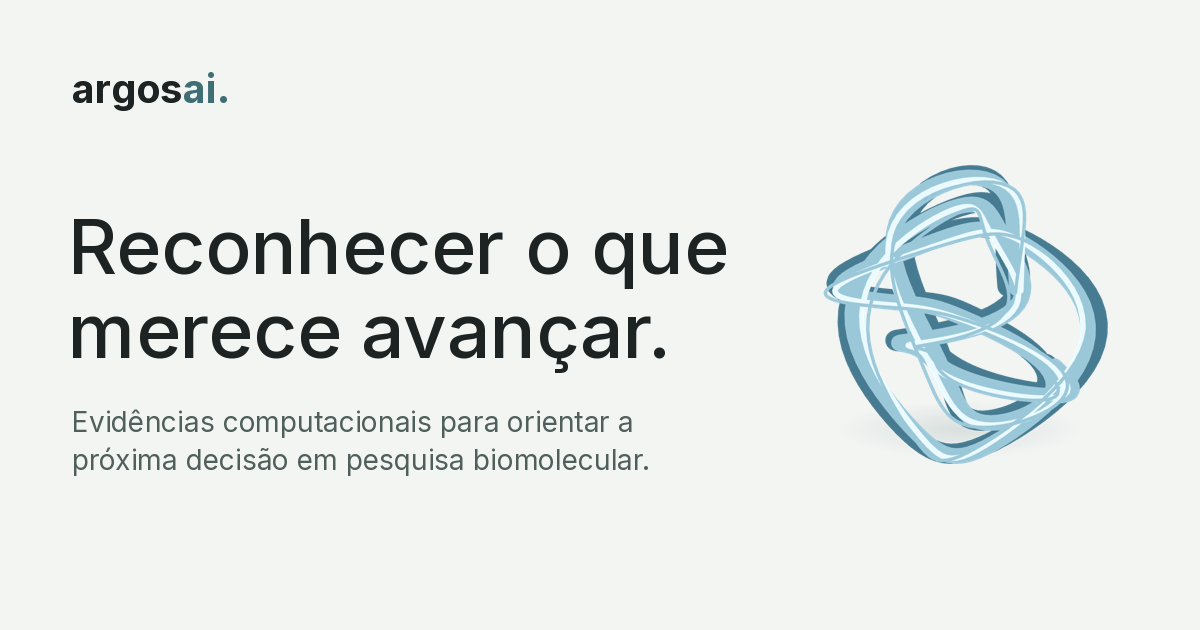 argosai.
Reconhecer o que
merece avançar.
Evidências computacionais para orientar a
próxima decisão em pesquisa biomolecular.